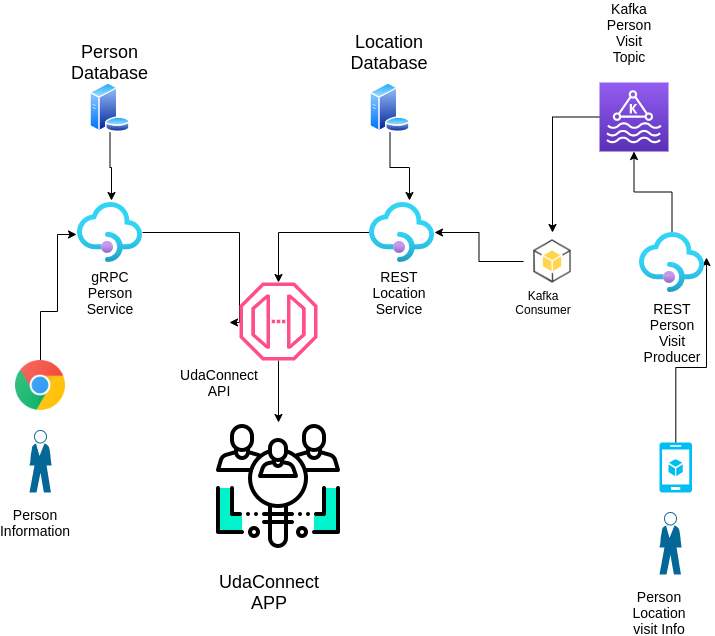 Kafka
Person
Visit
Topic
Person
Database
Location
Database
K
gRPC
Person
Service
REST
Location
Service
Kafka
Consumer
REST
Person
Visit
Producer
UdaConnect
API
Person
Information
UdaConnect
APP
Person
Location
visit Info